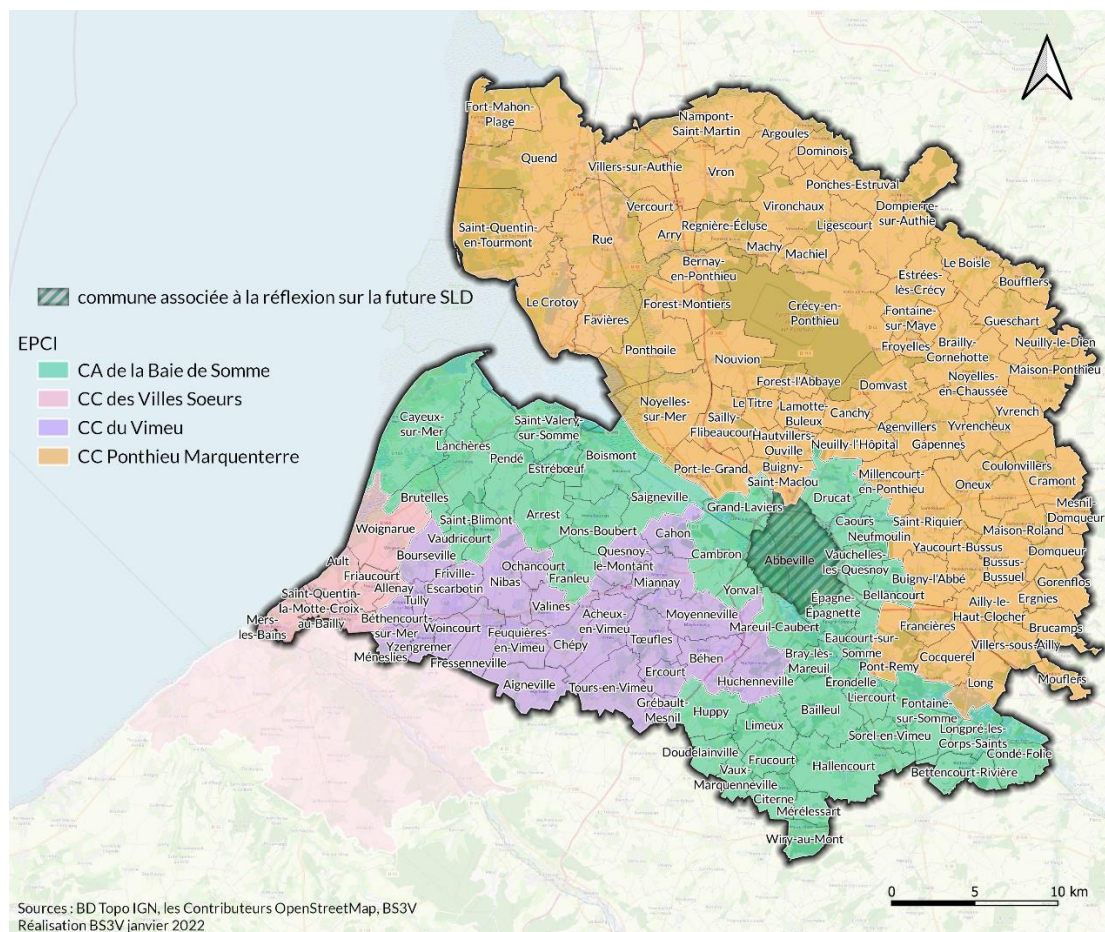 Fort-Mahon-
Plage
Nampont-
Saint-Martin
Argoules
Dominois
Quend
Villers-sur-Authie
Vron
Ponches-Estruval
Vercourt
Vironchaux
Dompierre-
sur-Authie
Regnière-Écluse
Ligescourt
Saint-Quentin-
en-Tourmont
Rue
Arry
Machy
Machiel
Bernay-
en-Ponthieu
Le Boisle
Estrées-
lès-Crécy
Boufflers
commune associée à la réflexion sur la future SLD
Le Crotoy
Forest-Montiers
Crécy-en-
Ponthieu
Favières
Fontaine-
sur-Maye
Gueschart
EPCI
Ponthoile
Nouvion
Froyelles
Brailly-
Cornehotte
Neuilly-le-Dien
Maison-Ponthieu
CA de la Baie de Somme
CC des Villes Soeurs
CC du Vimeu
CC Ponthieu Marquenterre
Forest-l'Abbaye
Domvast
Noyelles-
en-Chaussée
Noyelles-
sur-Mer
Le Titre
Lamotte-
Buleux
Canchy
Yvrench
Cayeux-
sur-Mer
Saint-Valery-
sur-Somme
Sailly-
Flibeaucourt
Agenvillers
Yvrencheux
Lanchères
Pendé
Boismont
Hautvillers-
Ouville
Neuilly-l'Hôpital
Gapennes
Estrébœuf
Port-le-Grand
Buigny-
Saint-Maclou
Millencourt-
en-Ponthieu
Coulonvillers
Oneux
Cramont
Brutelles
Saigneville
Drucat
Mesnil-
Domqueur
Saint-Blimont
Arrest
Grand-Laviers
Caours
Saint-Riquier
Maison-Roland
Woignarue
Vaudricourt
Mons-Boubert
Cahon
Neufmoulin
Bourseville
Quesnoy-
le-Montant
Cambron
Abbeville
Vauchelles-
les-Quesnoy
Yaucourt-Bussus
Domqueur
Ault
Ochancourt
Miannay
Bussus-
Bussuel
Friaucourt
Friville-
Escarbotin
Nibas
Franleu
Yonval
Buigny-l'Abbé
Gorenflos
Allenay
Bellancourt
Saint-Quentin-
la-Motte-Croix-
au-Bailly
Tully
Valines
Acheux-
en-Vimeu
Moyenneville
Épagne-
Épagnette
Ailly-le-
Haut-Clocher
Ergnies
Mers-
les-Bains
Béthencourt-
sur-Mer
Woincourt
Feuquières-
en-Vimeu
Mareuil-Caubert
Francières
Brucamps
Yzengremer
Chépy
Tœufles
Eaucourt-sur-
Somme
Villers-sous-Ailly
Méneslies
Fressenneville
Béhen
Bray-lès-
Mareuil
Pont-Remy
Cocquerel
Ercourt
Mouflers
Aigneville
Tours-en-Vimeu
Huchenneville
Érondelle
Liercourt
Long
Grébault-
Mesnil
Huppy
Bailleul
Fontaine-
sur-Somme
Limeux
Longpré-les-
Corps-Saints
Sorel-en-Vimeu
Doudelainville
Condé-Folie
Frucourt
Hallencourt
Bettencourt-Rivière
Vaux-
Marquenneville
Citerne
Mérélessart
Wiry-au-Mont
0 5 10 km
Sources : BD Topo IGN, les Contributeurs OpenStreetMap, BS3V
Réalisation BS3V janvier 2022